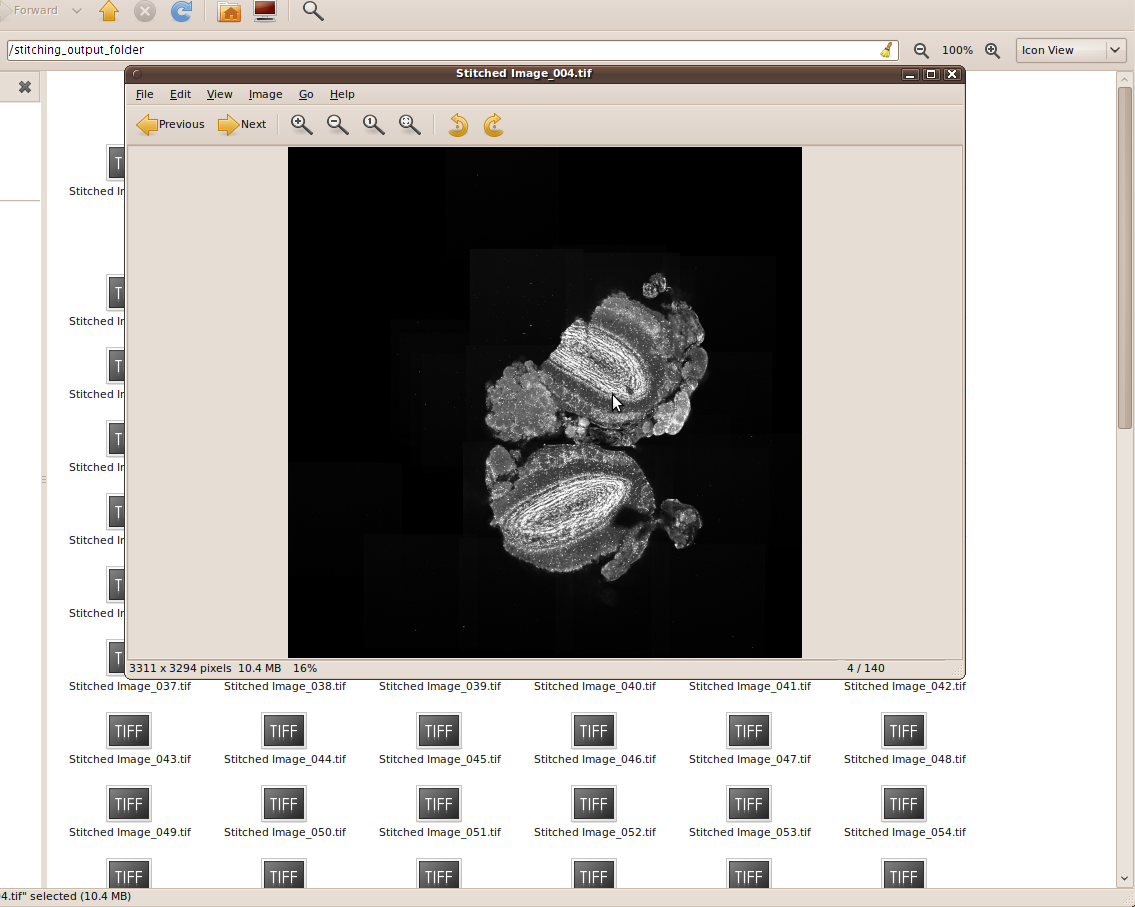 Forward
/stitching_output_folder
100%
Icon View
Stitched Image_004.tif
File Edit View Image Go Help
Previous Next
Stitched
Stitched
Stitched
Stitched
Stitched
Stitched
3311 x 3294 pixels 10.4 MB 16% 4 / 140
Stitched Image_037.tif Stitched Image_038.tif Stitched Image_039.tif Stitched Image_040.tif Stitched Image_041.tif Stitched Image_042.tif
TIFF TIFF TIFF TIFF TIFF TIFF
Stitched Image_043.tif Stitched Image_044.tif Stitched Image_045.tif Stitched Image_046.tif Stitched Image_047.tif Stitched Image_048.tif
TIFF TIFF TIFF TIFF TIFF TIFF
Stitched Image_049.tif Stitched Image_050.tif Stitched Image_051.tif Stitched Image_052.tif Stitched Image_053.tif Stitched Image_054.tif
TIFF TIFF TIFF TIFF TIFF TIFF
4.tif" selected (10.4 MB)